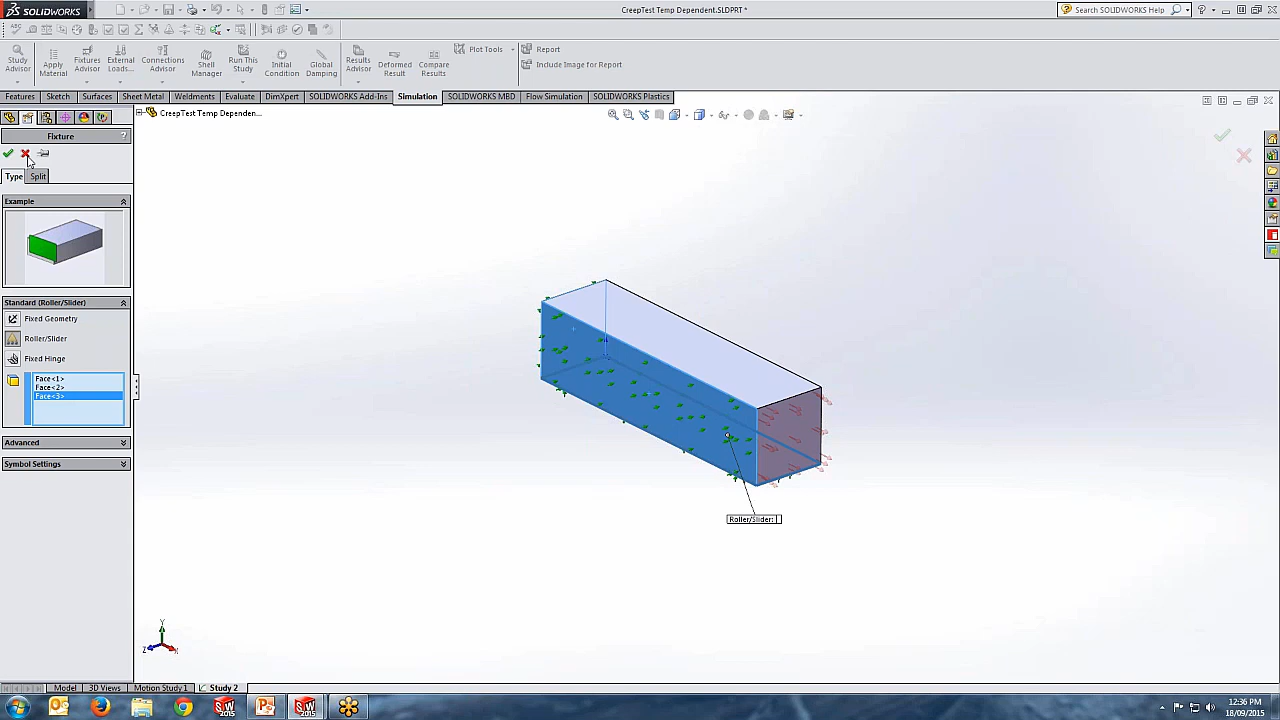 SOLIDWORKS
CreepTest Temp Dependent.SLDPRT *
Search SOLIDWORKS Help
Study Advisor
Apply Material
Fixtures Advisor
External Loads...
Connections Advisor
Shell Manager
Run This Study
Initial Condition
Global Damping
Results Advisor
Deformed Result
Compare Results
Plot Tools
Report
Include Image for Report
Features
Sketch
Surfaces
Sheet Metal
Weldments
Evaluate
DimXpert
SOLIDWORKS Add-Ins
Simulation
SOLIDWORKS MBD
Flow Simulation
SOLIDWORKS Plastics
CreepTest Temp Dependen...
Fixture
?
Type
Split
Example
Standard (Roller/Slider)
Fixed Geometry
Roller/Slider
Fixed Hinge
Face<1>
Face<2>
Face<3>
Advanced
Symbol Settings
Roller/Slider:
Y
Z
X
Model
3D Views
Motion Study1
Study 2
2015
2015
12:36 PM
18/09/2015